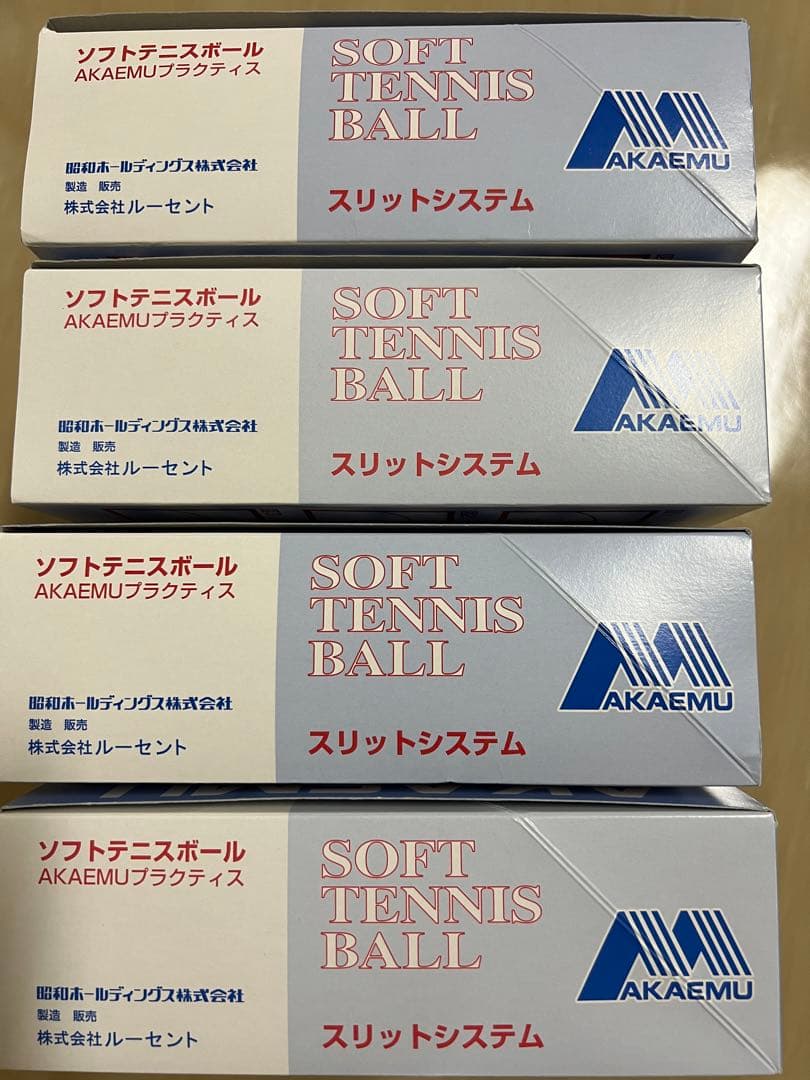 ソフトテニスボール
AKAEMUプラクティス
昭和ホールディングス株式会社
製造 販売
株式会社ルーセント
SOFT
TENNIS
BALL
スリットシステム
AKAEMU
ソフトテニスボール
AKAEMUプラクティス
昭和ホールディングス株式会社
製造 販売
株式会社ルーセント
SOFT
TENNIS
BALL
スリットシステム
AKAEMU
ソフトテニスボール
AKAEMUプラクティス
昭和ホールディングス株式会社
製造 販売
株式会社ルーセント
SOFT
TENNIS
BALL
スリットシステム
AKAEMU
ソフトテニスボール
AKAEMUプラクティス
昭和ホールディングス株式会社
製造 販売
株式会社ルーセント
SOFT
TENNIS
BALL
スリットシステム
AKAEMU